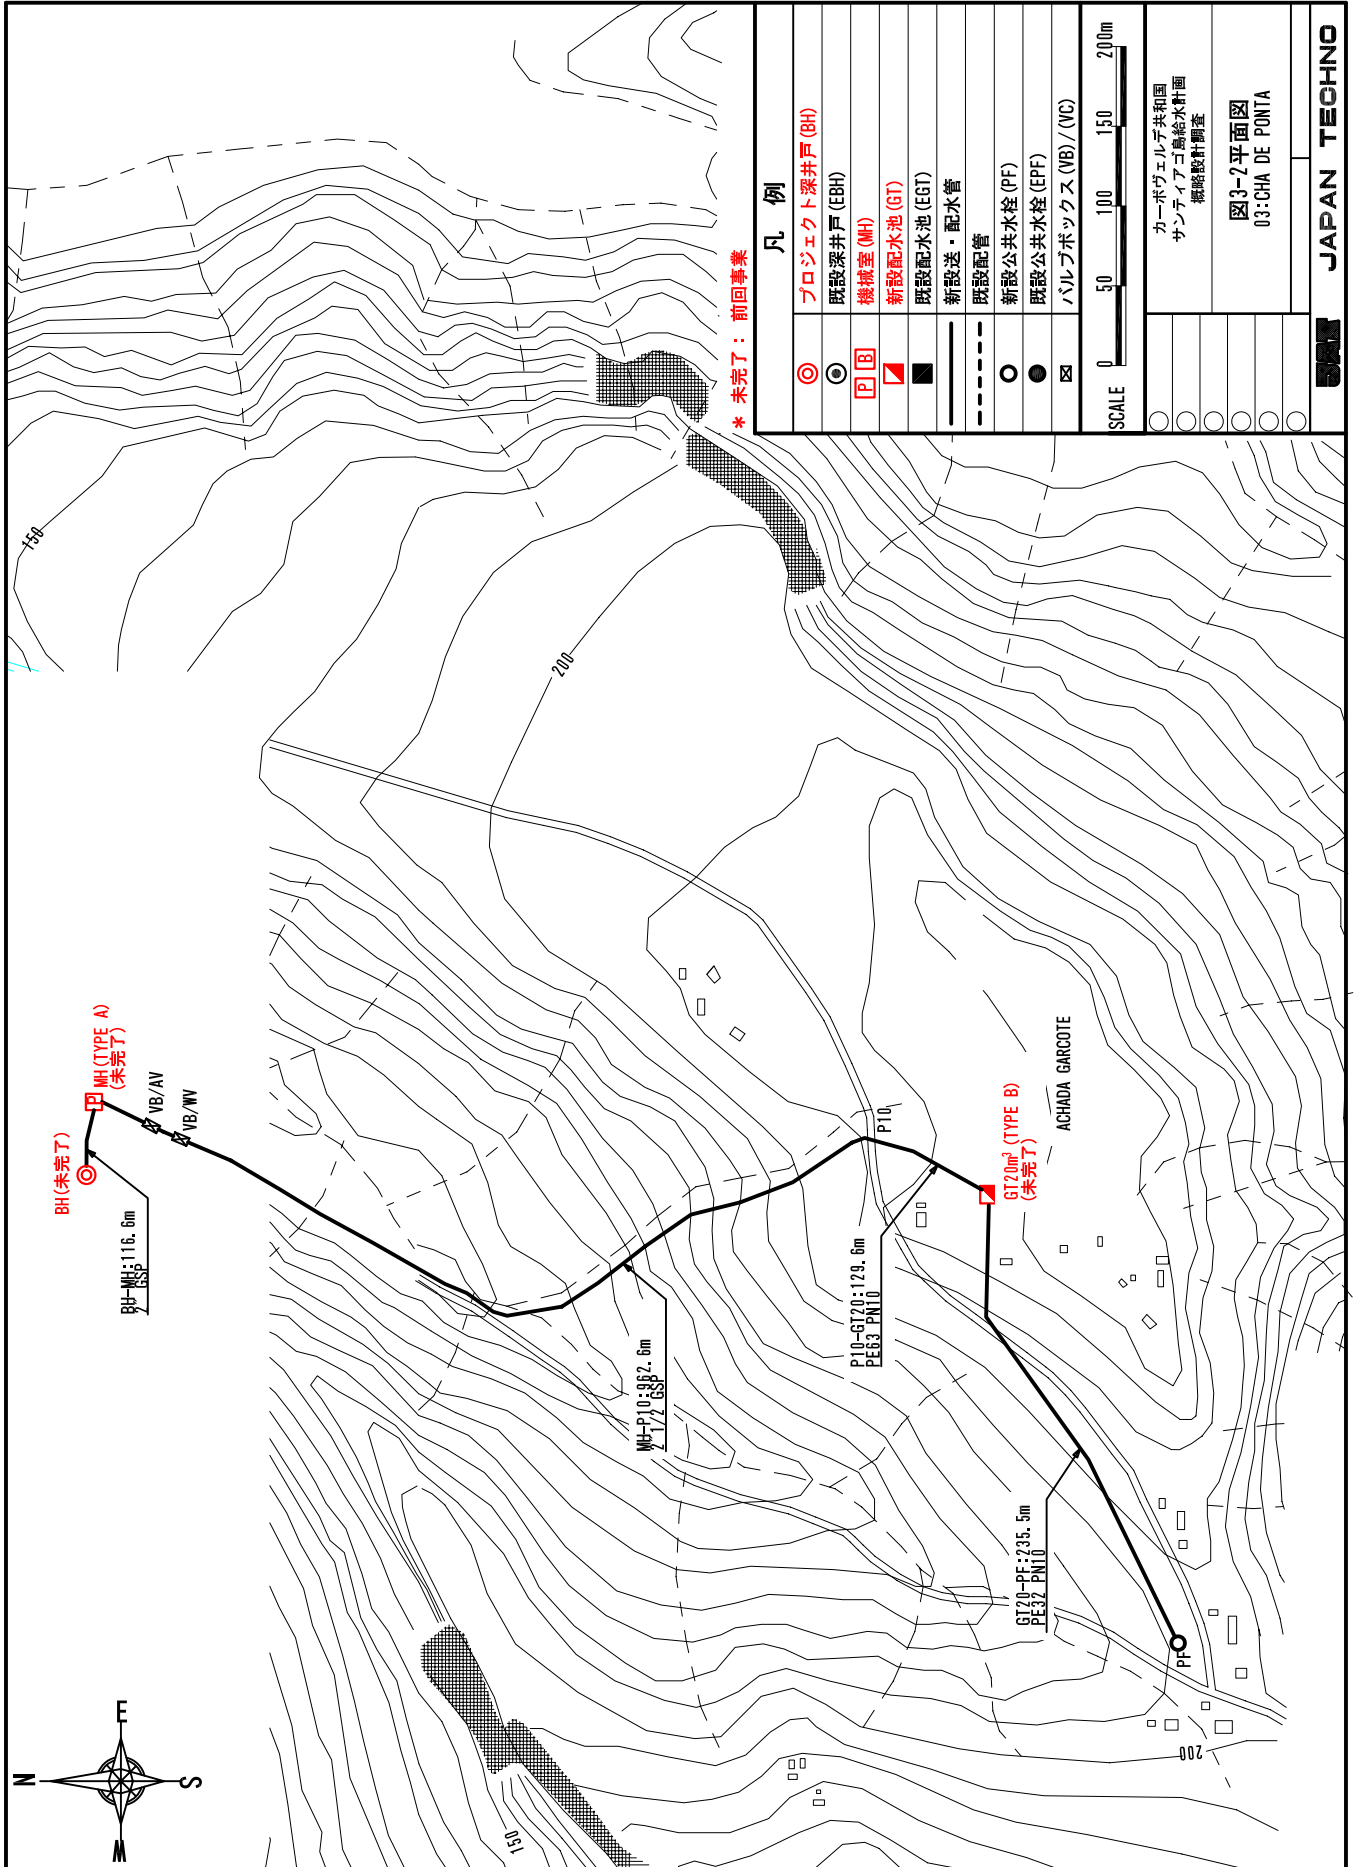 N
E
W
S
BH(未完了)
MH(TYPE A)
(未完了)
P
VB/AV
VB/WV
BH-MH:116.6m
2" GSP
MH-P10:962.6m
2"1/2 GSP
P10
P10-GT20:129.6m
PE63 PN10
GT20m³(TYPE B)
(未完了)
ACHADA GARCOTE
GT20-PF:235.5m
PE32 PN10
PF
150
200
150
200
* 未完了: 前回事業
凡 例
プロジェクト深井戸(BH)
既設深井戸(EBH)
P B 機械室(MH)
新設配水池(GT)
既設配水池(EGT)
新設送・配水管
既設配管
新設公共水栓(PF)
既設公共水栓(EPF)
バルブボックス(VB)/(VC)
SCALE 0 50 100 150 200m
カーボヴェルデ共和国
サンティアゴ島給水計画
概略設計調査
図3-2平面図
03:CHA DE PONTA
JAPAN TECHNO